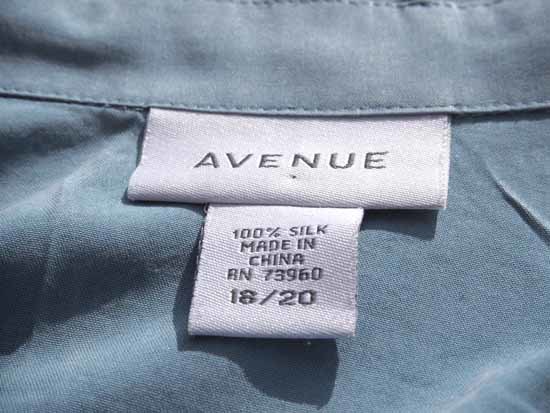 AVENUE
100% SILK
MADE IN
CHINA
RN 73960
18/20